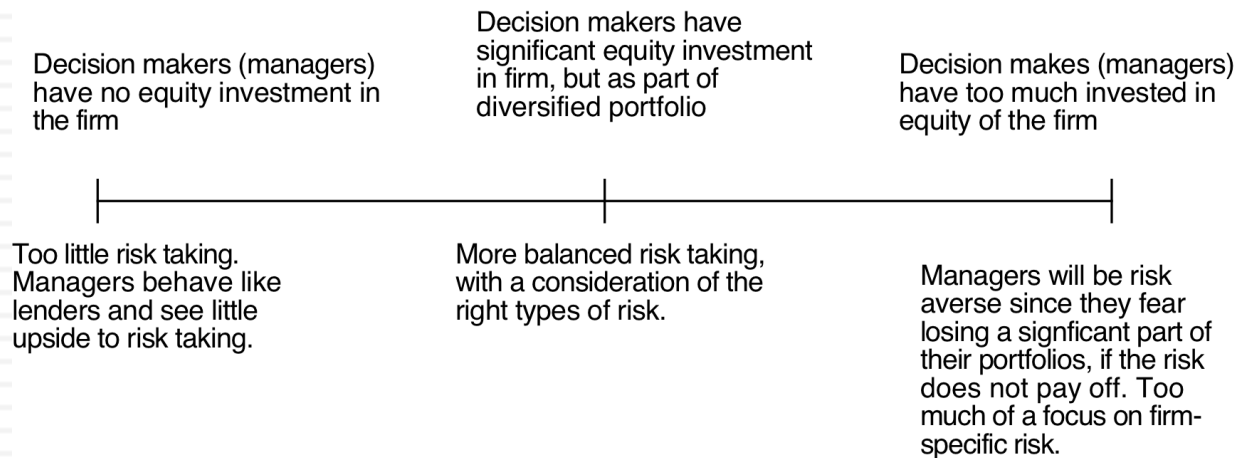 Decision makers (managers)
have no equity investment in
the firm
Decision makers have
significant equity investment
in firm, but as part of
diversified portfolio
Decision makes (managers)
have too much invested in
equity of the firm
Too little risk taking.
Managers behave like
lenders and see little
upside to risk taking.
More balanced risk taking,
with a consideration of the
right types of risk.
Managers will be risk
averse since they fear
losing a signficant part of
their portfolios, if the risk
does not pay off. Too
much of a focus on firm-
specific risk.